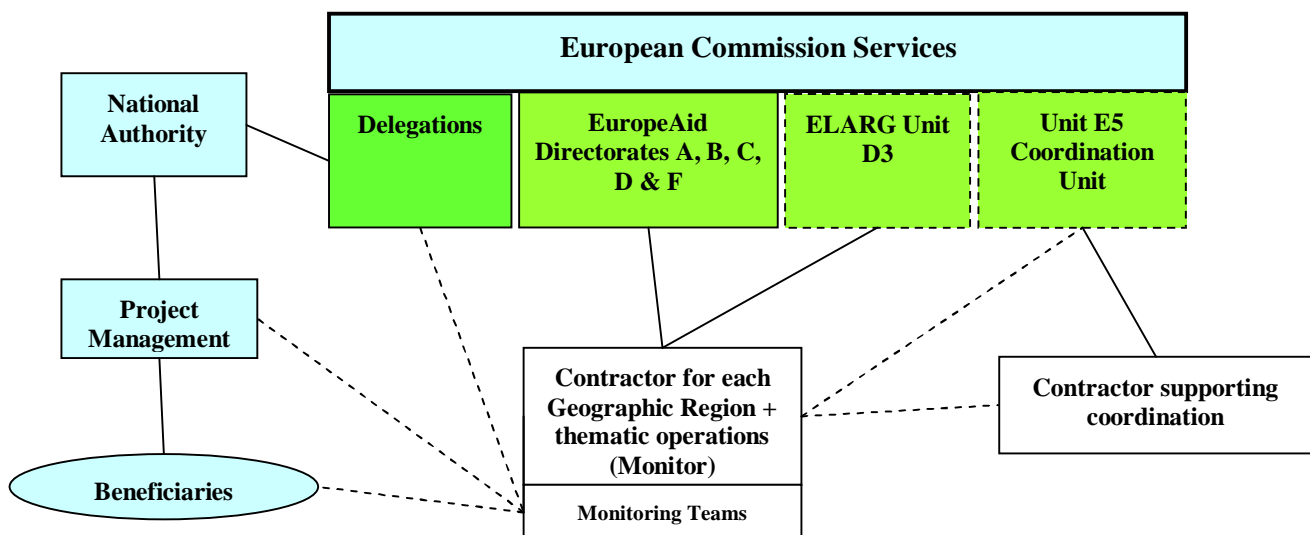 European Commission Services
National
Authority
Delegations
EuropeAid
Directorates A, B, C,
D & F
ELARG Unit
D3
Unit E5
Coordination
Unit
Project
Management
Contractor for each
Geographic Region +
thematic operations
(Monitor)
Contractor supporting
coordination
Beneficiaries
Monitoring Teams